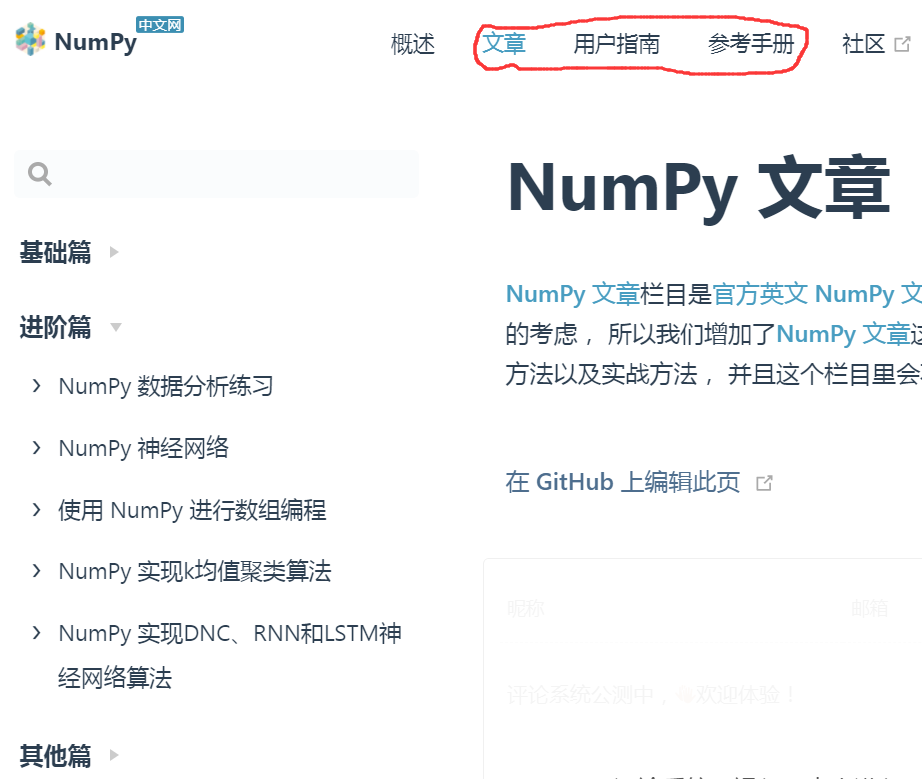 NumPy 中文网
概述 文章 用户指南 参考手册 社区
NumPy 文章
基础篇
进阶篇
NumPy 数据分析练习
NumPy 神经网络
使用 NumPy 进行数组编程
NumPy 实现k均值聚类算法
NumPy 实现DNC、RNN和LSTM神
经网络算法
其他篇
NumPy 文章栏目是官方英文 NumPy 文
的考虑，所以我们增加了NumPy 文章这
方法以及实战方法，并且这个栏目里会
在 GitHub 上编辑此页
昵称 邮箱
评论系统公测中，👏欢迎体验！